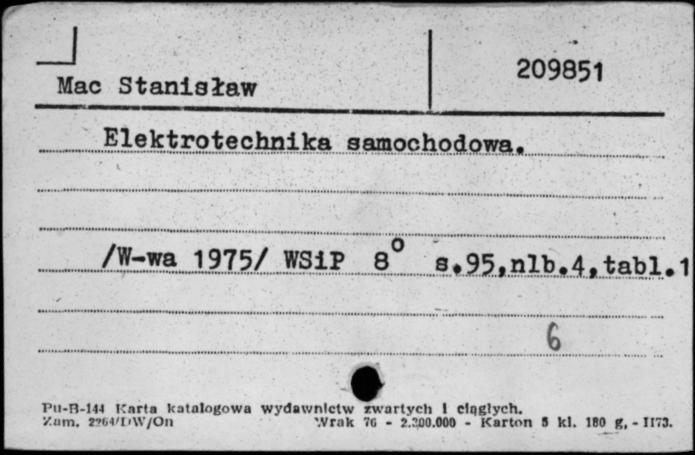 209851
Mac Stanisław
Elektrotechnika samochodowa.
/W-wa 1975/ WSiP 8° s.95,nlb.4,tabl.1
6
Pu-B-144 Karta katalogowa wydawnictw zwartych i ciągłych.
Zam. 2264/DW/On Wrak 76 - 2.200.000 - Karton 5 kl. 180 g, - II73.